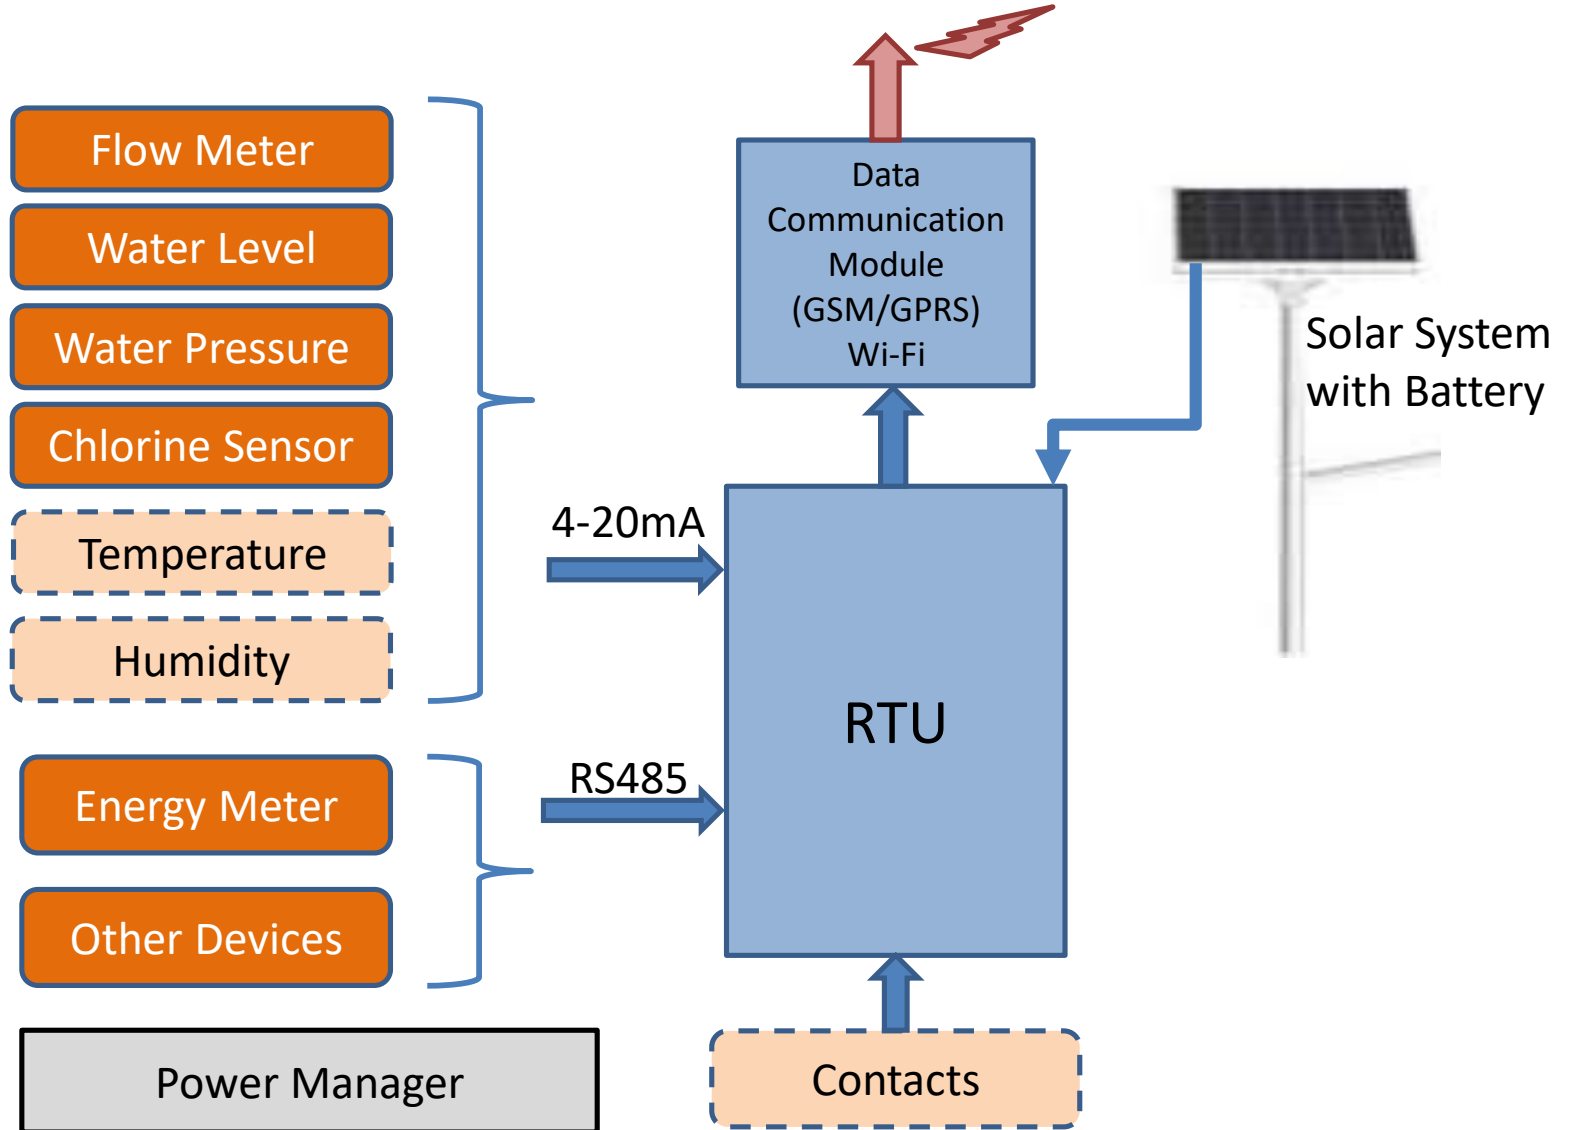 Flow Meter
Water Level
Water Pressure
Chlorine Sensor
Temperature
Humidity
Energy Meter
Other Devices
Power Manager
4-20mA
RS485
Data
Communication
Module
(GSM/GPRS)
Wi-Fi
RTU
Contacts
Solar System
with Battery